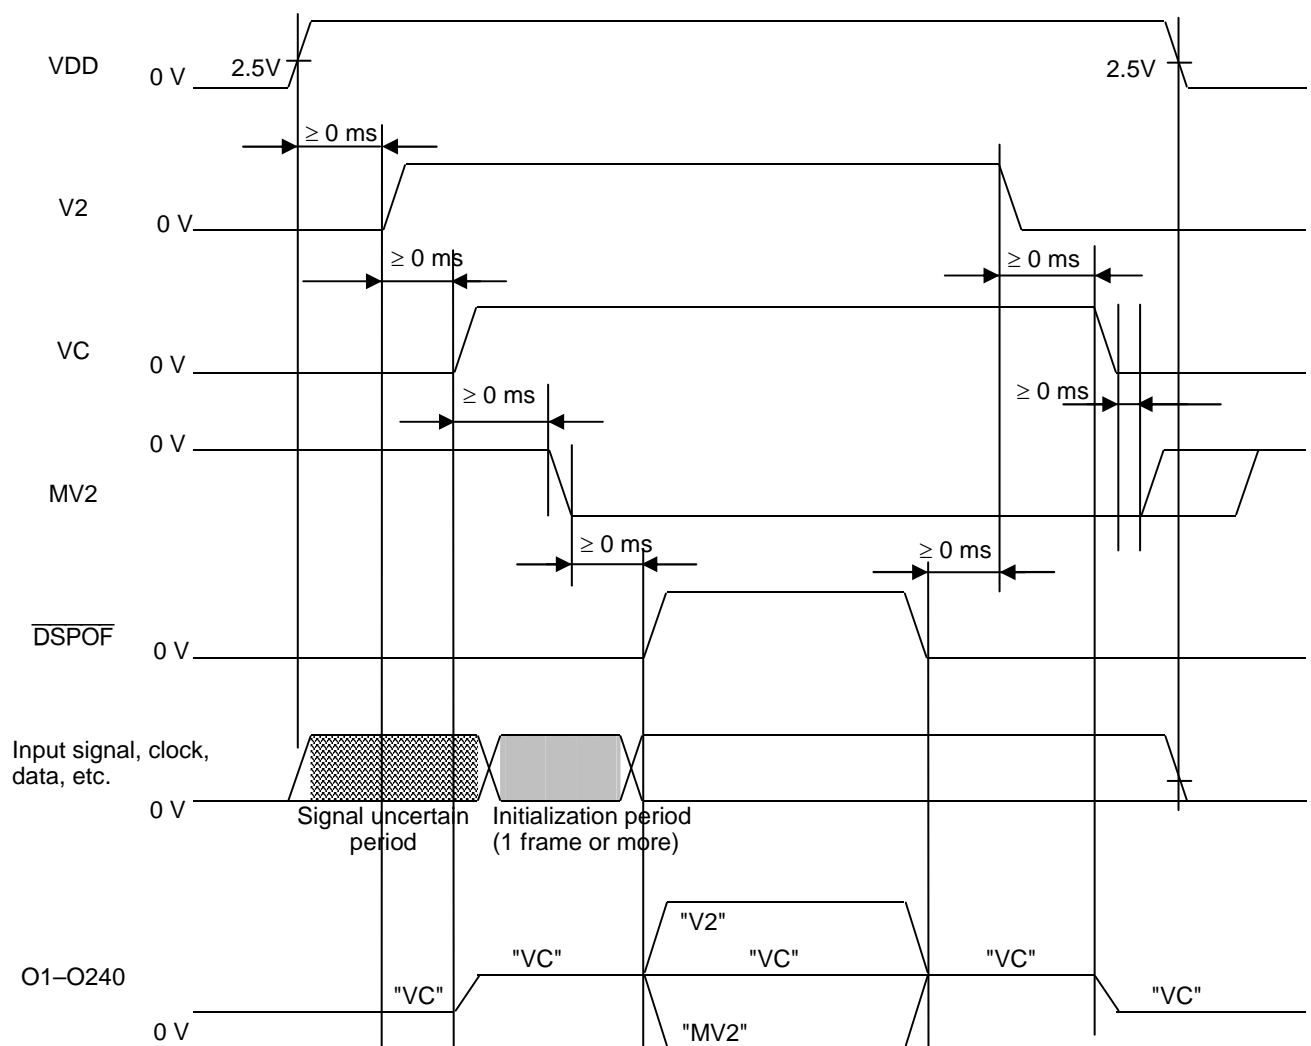 VDD
0 V
2.5V
2.5V
≥ 0 ms
V2
0 V
≥ 0 ms
≥ 0 ms
VC
0 V
≥ 0 ms
≥ 0 ms
0 V
MV2
≥ 0 ms
≥ 0 ms
DSPOF
0 V
Input signal, clock,
data, etc.
0 V
Signal uncertain
period
Initialization period
(1 frame or more)
"V2"
"VC"
"VC"
"VC"
O1–O240
"VC"
"VC"
0 V
"MV2"